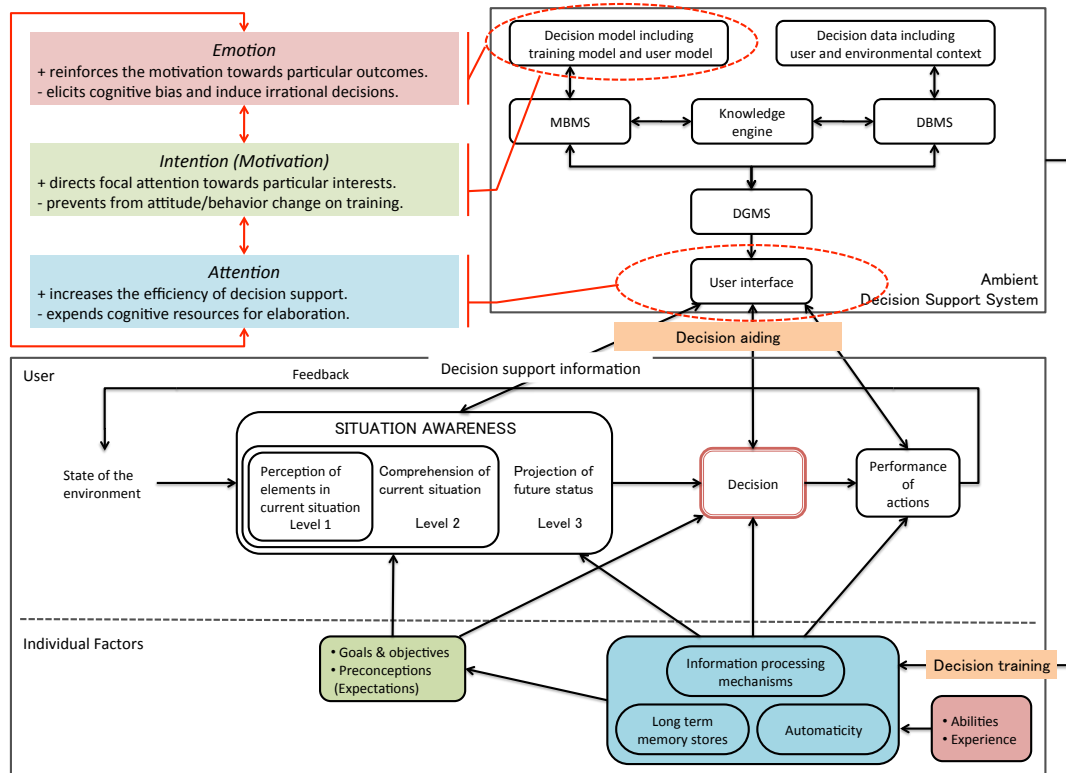 Emotion
+ reinforces the motivation towards particular outcomes.
- elicits cognitive bias and induce irrational decisions.
Intention (Motivation)
+ directs focal attention towards particular interests.
- prevents from attitude/behavior change on training.
Attention
+ increases the efficiency of decision support.
- expends cognitive resources for elaboration.
Decision model including
training model and user model
Decision data including
user and environmental context
MBMS
Knowledge
engine
DBMS
DGMS
User interface
Ambient
Decision Support System
Decision aiding
User
Feedback
Decision support information
SITUATION AWARENESS
State of the
environment
Perception of
elements in
current situation
Level 1
Comprehension of
current situation
Level 2
Projection of
future status
Level 3
Decision
Performance
of
actions
Individual Factors
• Goals & objectives
• Preconceptions
(Expectations)
Information processing
mechanisms
Long term
memory stores
Automaticity
Decision training
• Abilities
• Experience